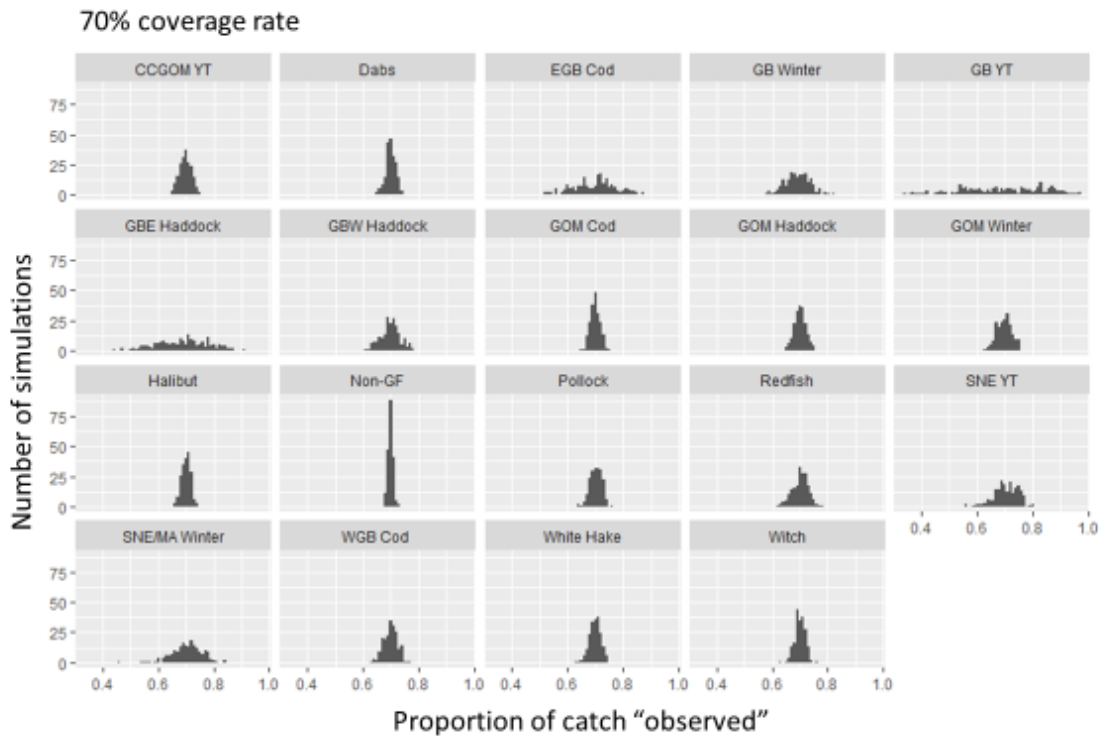 70% coverage rate
CCGOM YT Dabs EGB Cod GB Winter GB YT
75
50
25
0
GBE Haddock GBW Haddock GOM Cod GOM Haddock GOM Winter
75
50
25
0
Halibut Non-GF Pollock Redfish SNE YT
75
50
25
0
0.4 0.6 0.8 1.0
SNE/MA Winter WGB Cod White Hake Witch
75
50
25
0
0.4 0.6 0.8 1.0 0.4 0.6 0.8 1.0 0.4 0.6 0.8 1.0 0.4 0.6 0.8 1.0
Number of simulations
Proportion of catch “observed”